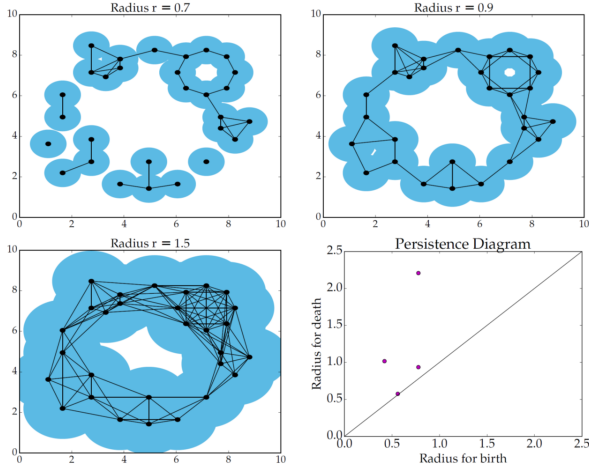 Radius r = 0.7
10
8
6
4
2
0
0 2 4 6 8 10
Radius r = 0.9
10
8
6
4
2
0
0 2 4 6 8 10
Radius r = 1.5
10
8
6
4
2
0
0 2 4 6 8 10
Persistence Diagram
Radius for death
2.5
2.0
1.5
1.0
0.5
0.0
0.0 0.5 1.0 1.5 2.0 2.5
Radius for birth